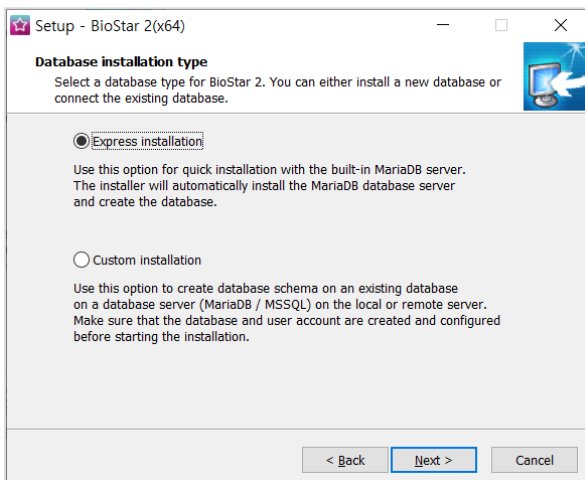 Setup - BioStar 2(x64)
Database installation type
Select a database type for BioStar 2. You can either install a new database or
connect the existing database.
Express installation
Use this option for quick installation with the built-in MariaDB server.
The installer will automatically install the MariaDB database server
and create the database.
Custom installation
Use this option to create database schema on an existing database
on a database server (MariaDB / MSSQL) on the local or remote server.
Make sure that the database and user account are created and configured
before starting the installation.
< Back Next > Cancel